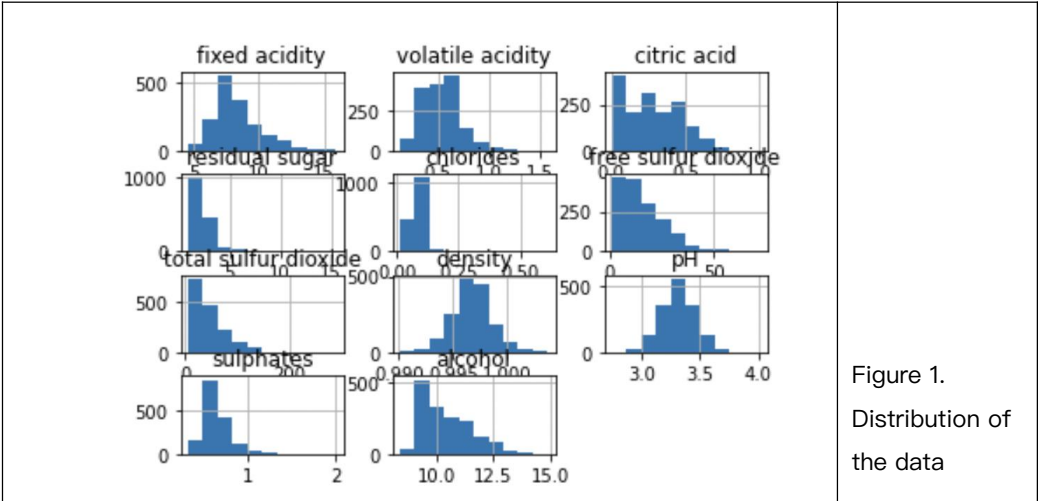 fixed acidity volatile acidity citric acid
500
250
250
0
0
0
5 10 15
0.5 1.0 1.5
0.0 0.5 1.0
residual sugar chlorides free sulfur dioxide
1000
1000
250
0
0
0
5 10 15
0.00 0.25 0.50
0 50
total sulfur dioxide density pH
500
500
500
0
0
0
0 200
0.990 0.995 1.000
3.0 3.5 4.0
sulphates alcohol
500
500
0
0
1 2
10.0 12.5 15.0
Figure 1.
Distribution of
the data